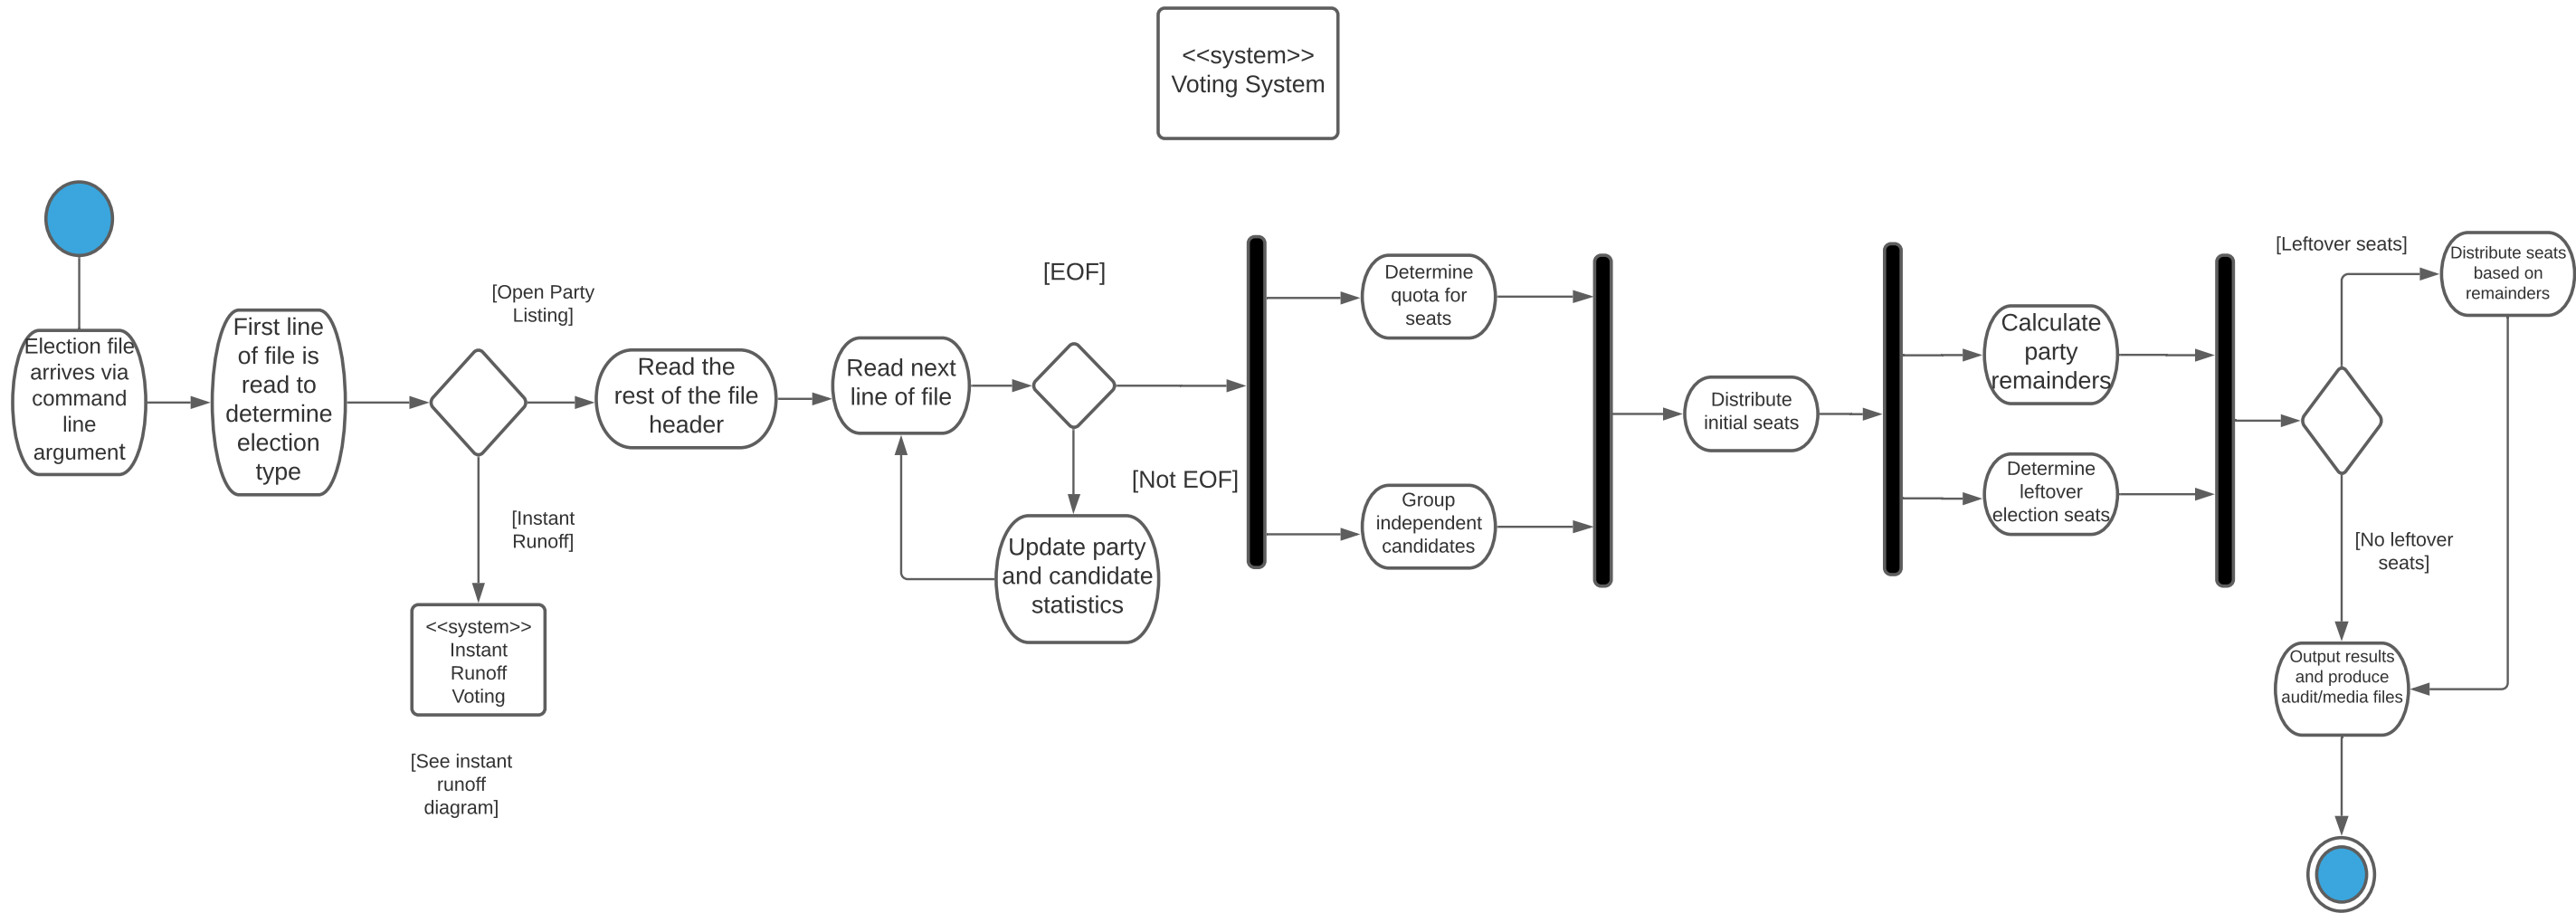 <<system>>
Voting System
Election file
arrives via
command
line
argument
First line
of file is
read to
determine
election
type
[Open Party
Listing]
[Instant
Runoff]
<<system>>
Instant
Runoff
Voting
[See instant
runoff
diagram]
Read the
rest of the file
header
Read next
line of file
[EOF]
[Not EOF]
Update party
and candidate
statistics
Determine
quota for
seats
Group
independent
candidates
Distribute
initial seats
Calculate
party
remainders
Determine
leftover
election seats
[Leftover seats]
Distribute seats
based on
remainders
[No leftover
seats]
Output results
and produce
audit/media files